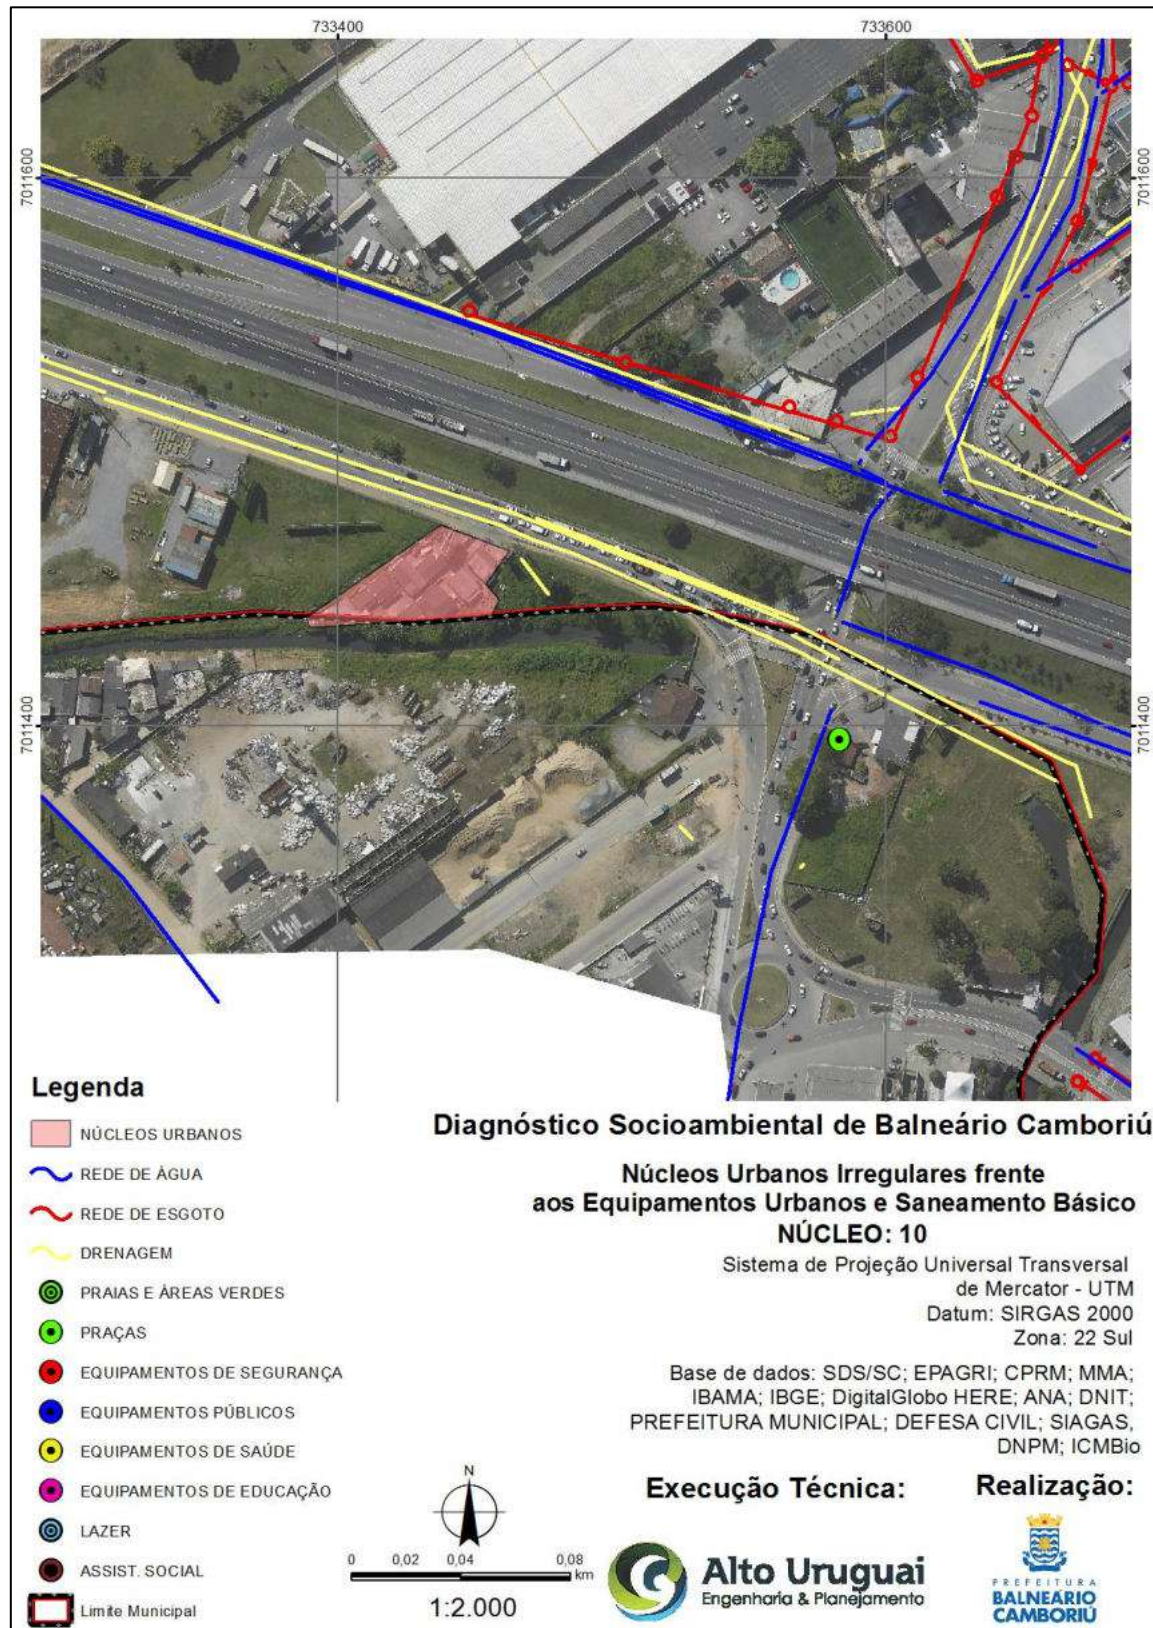 733400
733600
7011600
7011600
7011400
7011400
Legenda
NÚCLEOS URBANOS
REDE DE ÁGUA
REDE DE ESGOTO
DRENAGEM
PRAIAS E ÁREAS VERDES
PRAÇAS
EQUIPAMENTOS DE SEGURANÇA
EQUIPAMENTOS PÚBLICOS
EQUIPAMENTOS DE SAÚDE
EQUIPAMENTOS DE EDUCAÇÃO
LAZER
ASSIST. SOCIAL
Limite Municipal
Diagnóstico Socioambiental de Balneário Camboriú
Núcleos Urbanos Irregulares frente
aos Equipamentos Urbanos e Saneamento Básico
NÚCLEO: 10
Sistema de Projeção Universal Transversal
de Mercator - UTM
Datum: SIRGAS 2000
Zona: 22 Sul
Base de dados: SDS/SC; EPAGRI; CPRM; MMA;
IBAMA; IBGE; DigitalGlobo HERE; ANA; DNIT;
PREFEITURA MUNICIPAL; DEFESA CIVIL; SIAGAS,
DNPM; ICMBio
N
0 0,02 0,04 0,08
km
1:2.000
Execução Técnica:
Alto Uruguai
Engenharia & Planejamento
Realização:
PREFEITURA
BALNEÁRIO
CAMBORIÚ